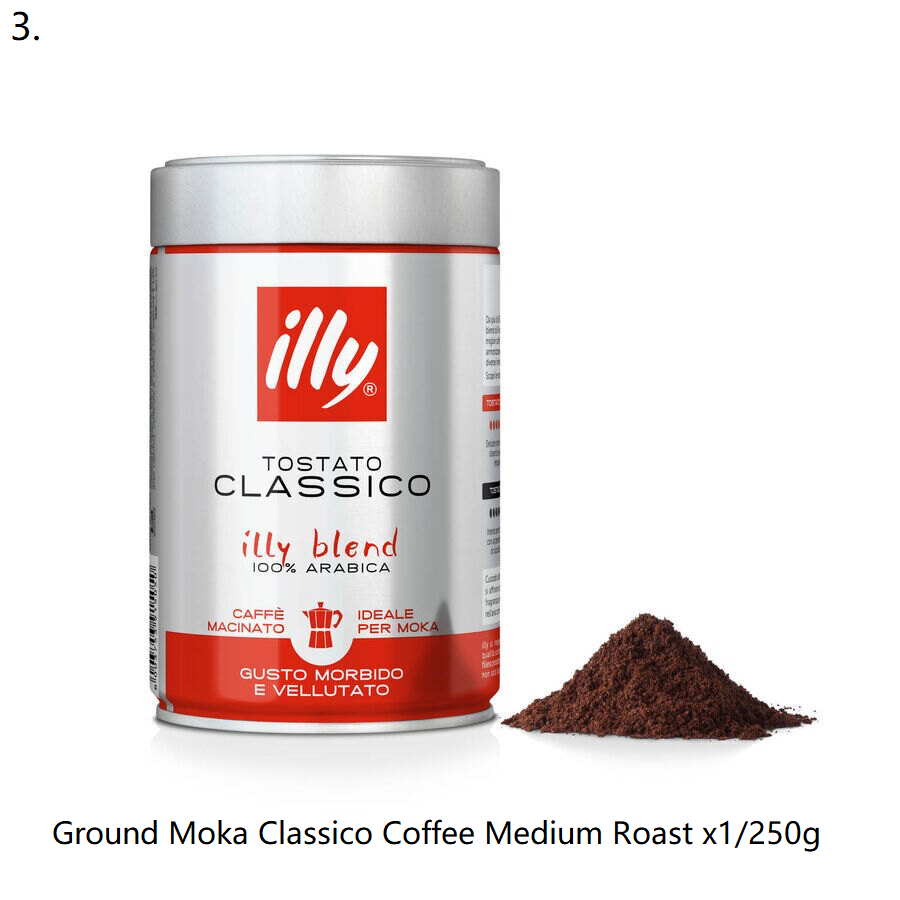 3.
illy®
TOSTATO
CLASSICO
illy blend
100% ARABICA
CAFFÈ
MACINATO
IDEALE
PER MOKA
GUSTO MORBIDO
E VELLUTATO
Ground Moka Classico Coffee Medium Roast x1/250g